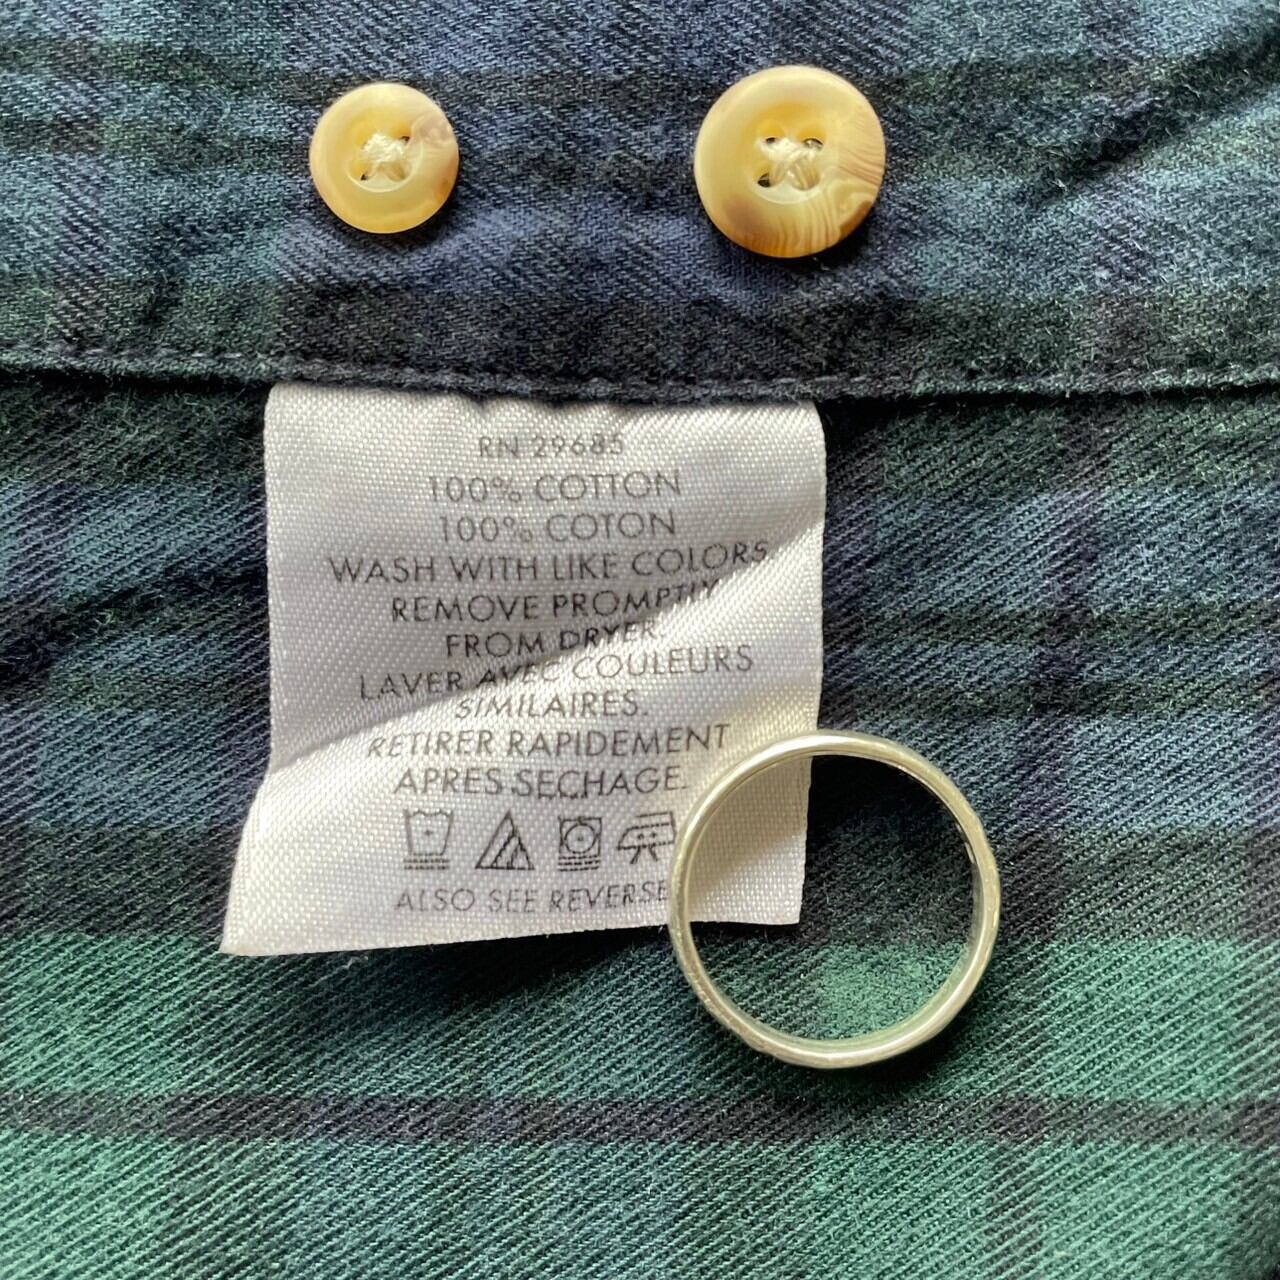 RN 29685
100% COTTON
100% COTON
WASH WITH LIKE COLORS.
REMOVE PROMPTLY
FROM DRYER.
LAVER AVEC COULEURS
SIMILAIRES.
RETIRER RAPIDEMENT
APRES SECHAGE.
ALSO SEE REVERSE